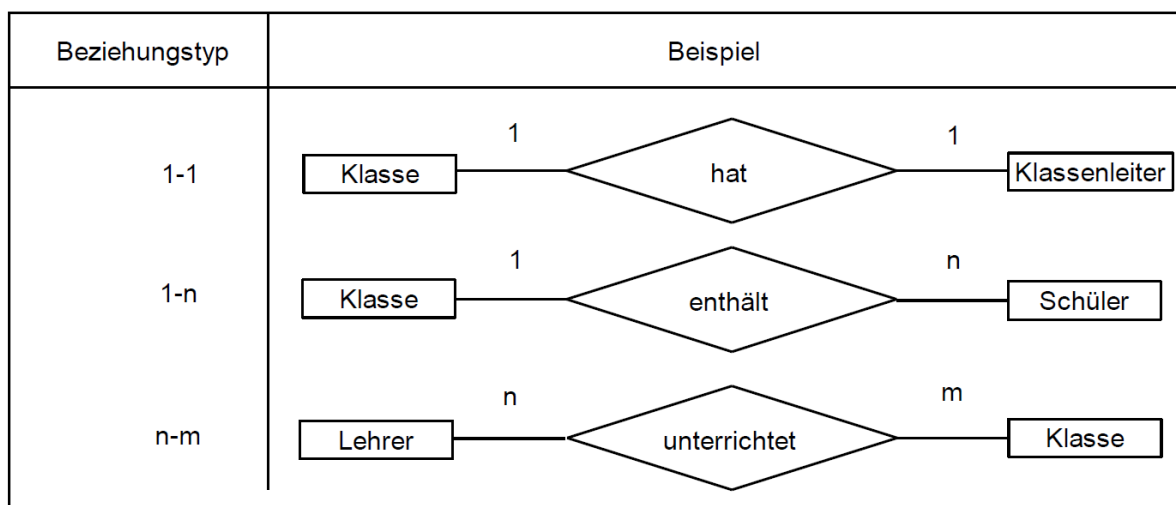 Beziehungstyp Beispiel
1-1 Klasse 1 hat 1 Klassenleiter
1-n Klasse 1 enthält n Schüler
n-m Lehrer n unterrichtet m Klasse